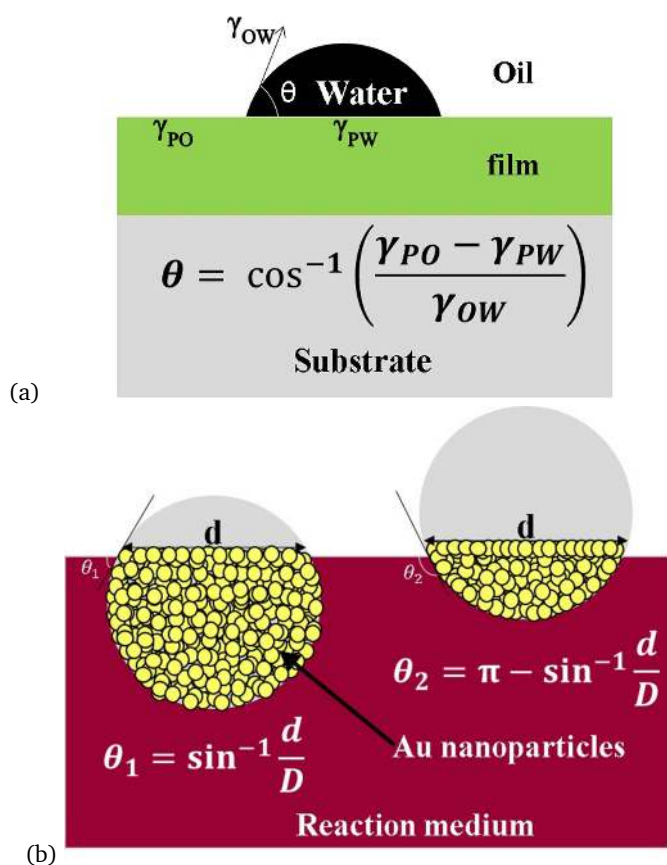 γOW
Oil
θ Water
γPO γPW
film
θ = cos⁻¹((γPO − γPW)/γOW)
Substrate
(a)
d d
θ1
θ2
θ2 = π − sin⁻¹ d/D
θ1 = sin⁻¹ d/D
Au nanoparticles
Reaction medium
(b)